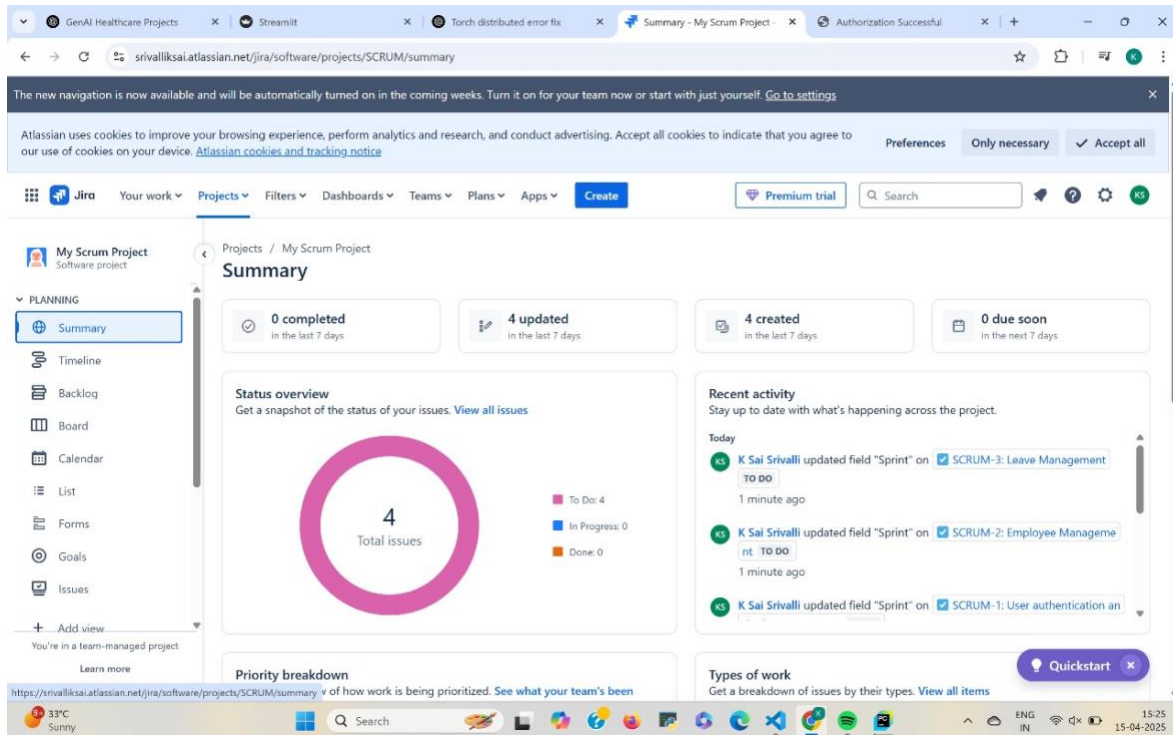 GenAI Healthcare Projects
Streamlit
Torch distributed error fix
Summary - My Scrum Project -
Authorization Successful
srivalliksai.atlassian.net/jira/software/projects/SCRUM/summary
K
The new navigation is now available and will be automatically turned on in the coming weeks. Turn it on for your team now or start with just yourself. Go to settings
Atlassian uses cookies to improve your browsing experience, perform analytics and research, and conduct advertising. Accept all cookies to indicate that you agree to
our use of cookies on your device. Atlassian cookies and tracking notice
Preferences
Only necessary
Accept all
Jira
Your work
Projects
Filters
Dashboards
Teams
Plans
Apps
Create
Premium trial
Search
KS
My Scrum Project
Software project
PLANNING
Summary
Timeline
Backlog
Board
Calendar
List
Forms
Goals
Issues
Add view
You're in a team-managed project
Learn more
Projects / My Scrum Project
Summary
0 completed
in the last 7 days
4 updated
in the last 7 days
4 created
in the last 7 days
0 due soon
in the next 7 days
Status overview
Get a snapshot of the status of your issues. View all issues
4
Total issues
To Do: 4
In Progress: 0
Done: 0
Recent activity
Stay up to date with what's happening across the project.
Today
KS K Sai Srivalli updated field "Sprint" on SCRUM-3: Leave Management
TO DO
1 minute ago
KS K Sai Srivalli updated field "Sprint" on SCRUM-2: Employee Manageme
nt TO DO
1 minute ago
KS K Sai Srivalli updated field "Sprint" on SCRUM-1: User authentication an
Priority breakdown
of how work is being prioritized. See what your team's been
Types of work
Get a breakdown of issues by their types. View all items
Quickstart
https://srivalliksai.atlassian.net/jira/software/projects/SCRUM/summary
33°C
Sunny
Search
ENG
IN
15:25
15-04-2025